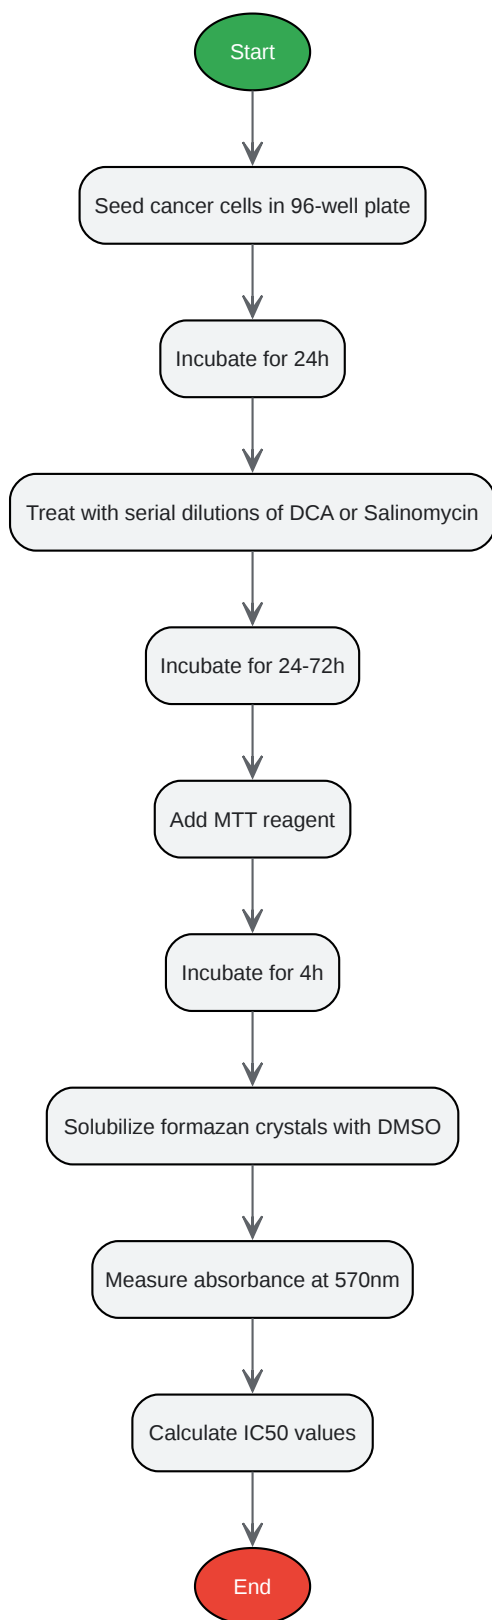 Start
Seed cancer cells in 96-well plate
Incubate for 24h
Treat with serial dilutions of DCA or Salinomycin
Incubate for 24-72h
Add MTT reagent
Incubate for 4h
Solubilize formazan crystals with DMSO
Measure absorbance at 570nm
Calculate IC50 values
End